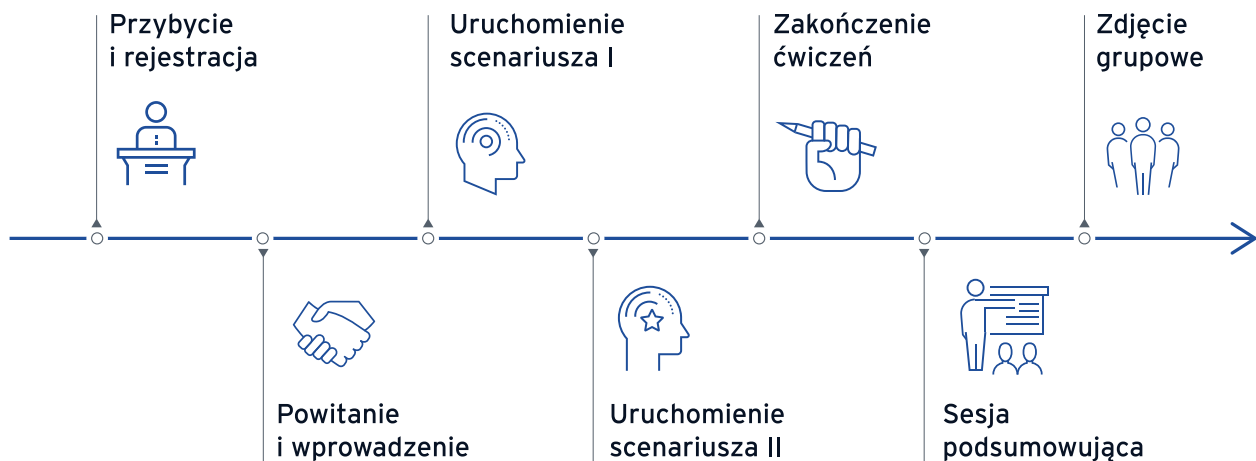 Przybycie
i rejestracja
Powitanie
i wprowadzenie
Uruchomienie
scenariusza I
Uruchomienie
scenariusza II
Zakończenie
ćwiczeń
Sesja
podsumowująca
Zdjęcie
grupowe